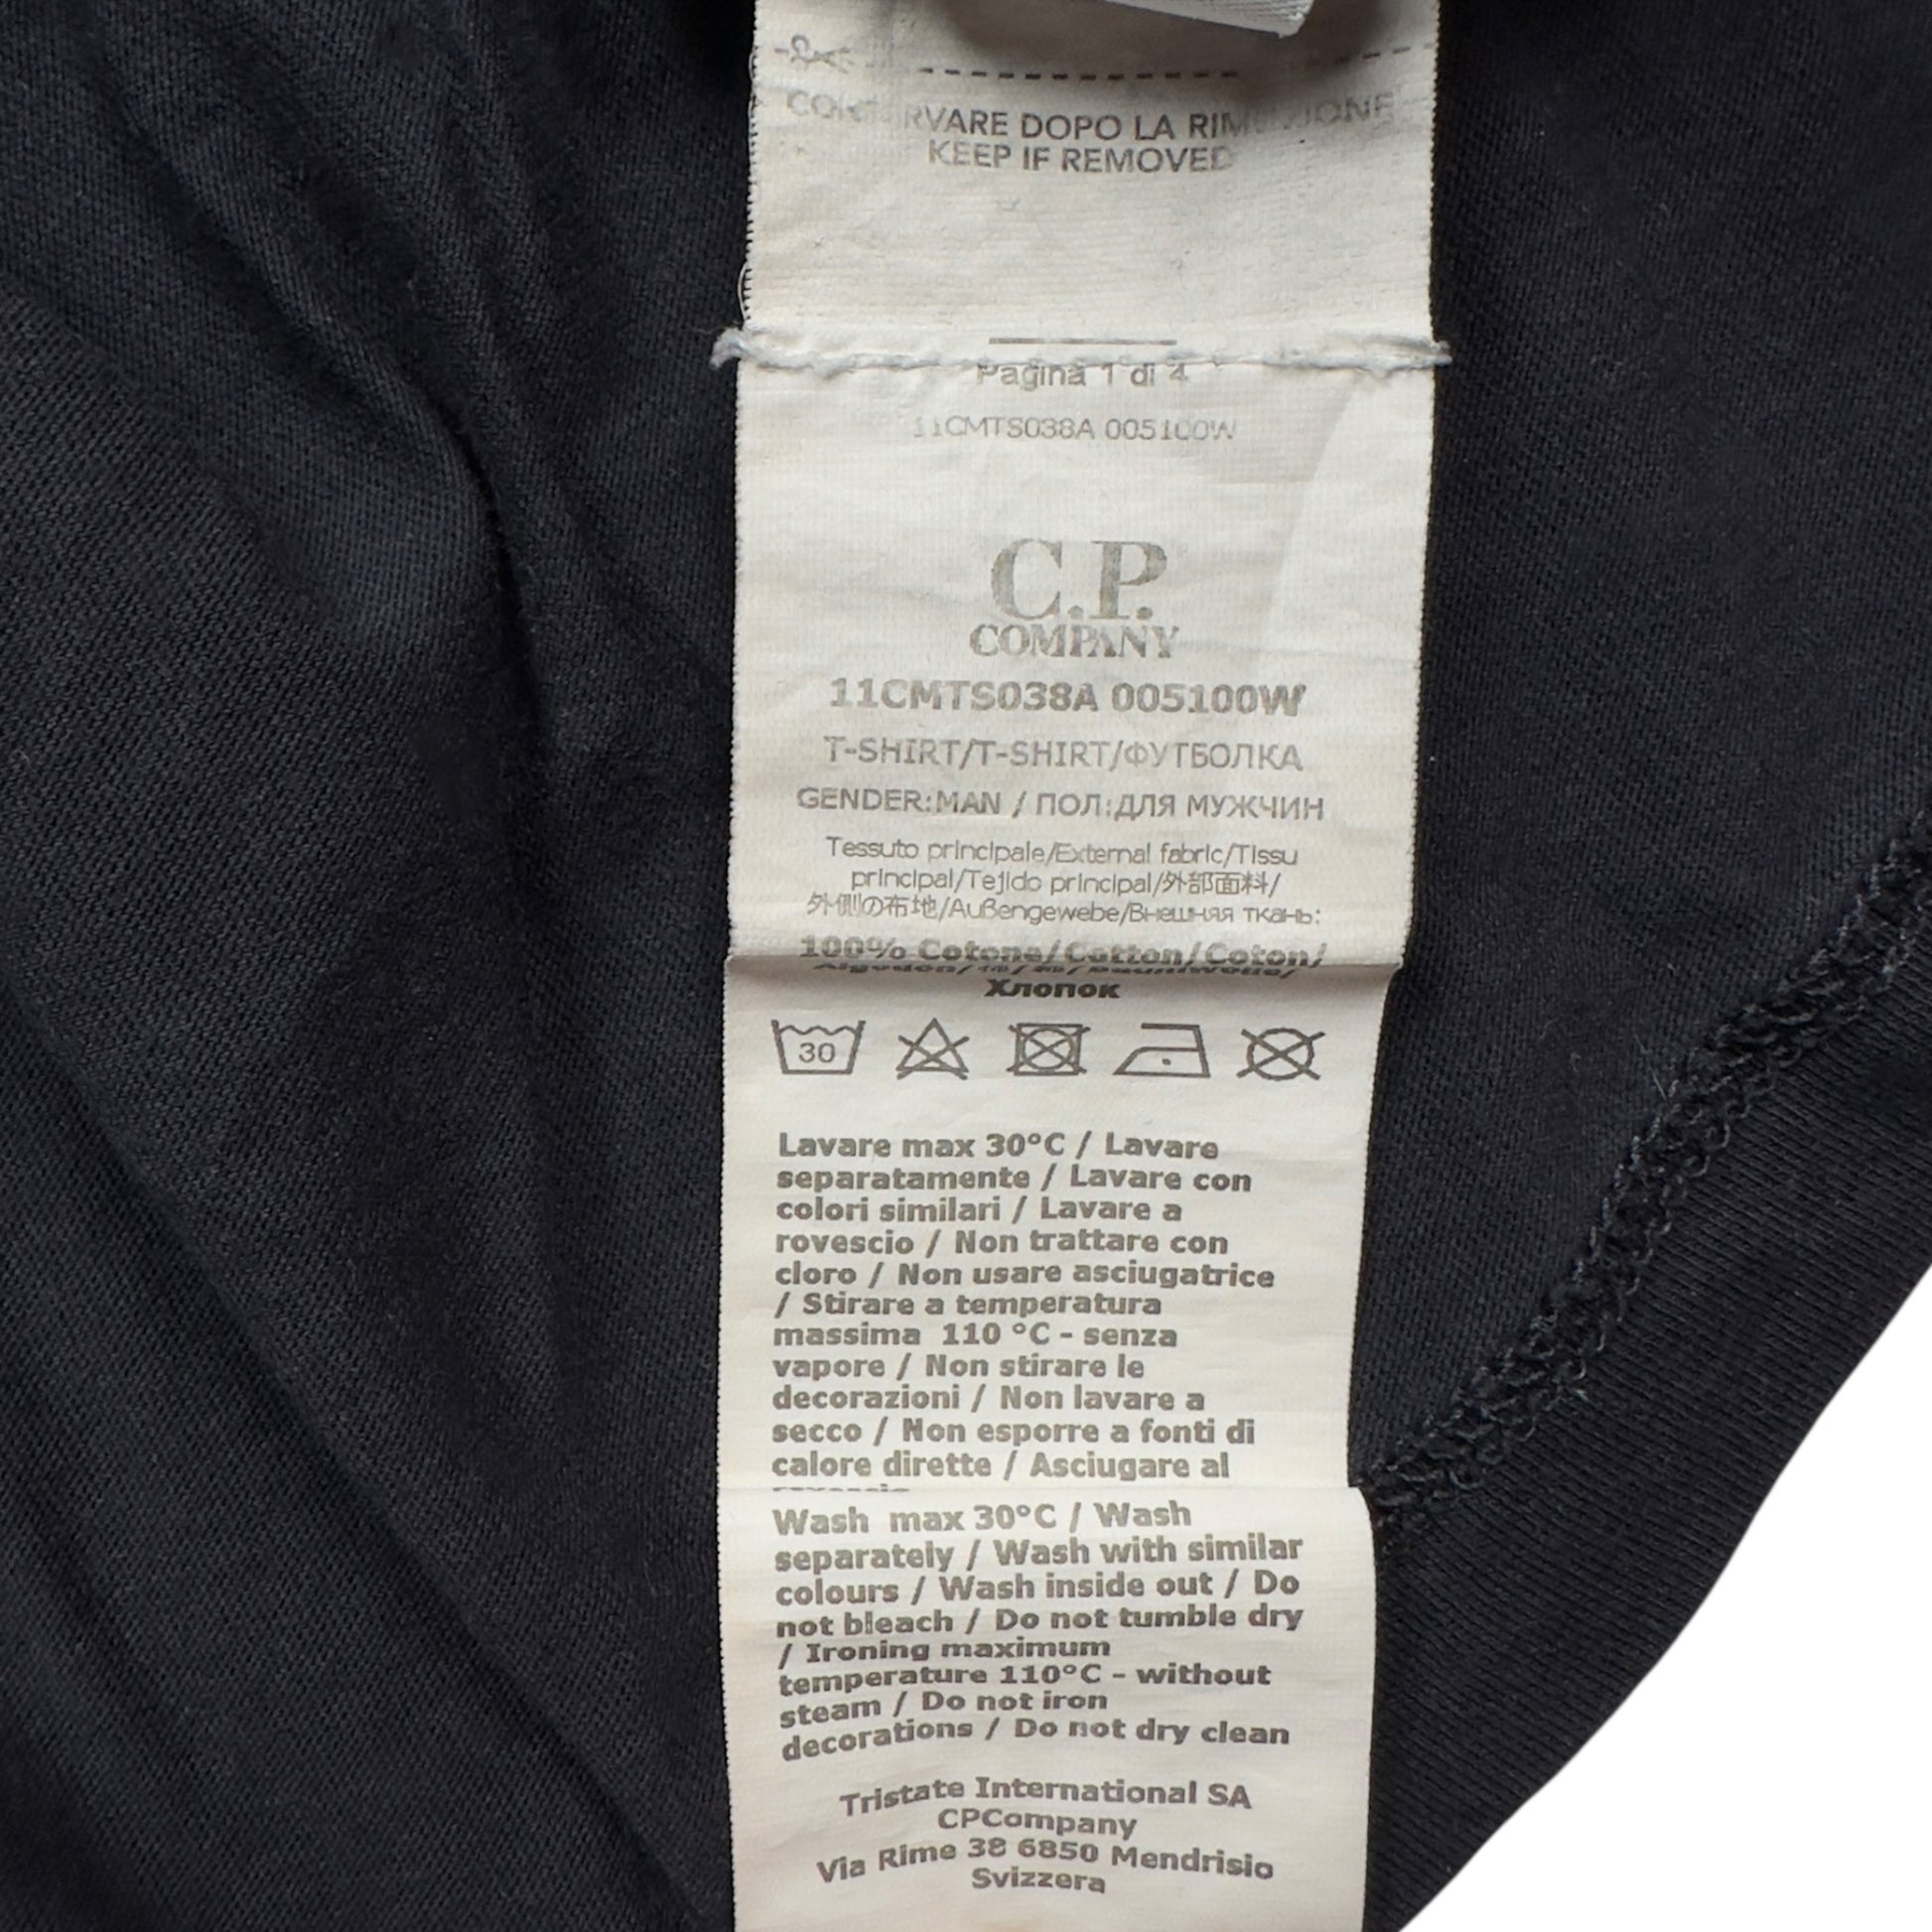 RVARE DOPO LA RIM
KEEP IF REMOVED
Pagina 1 di 4
11CMTS038A 005100W
C.P.
COMPANY
11CMTS038A 005100W
T-SHIRT/T-SHIRT/ФУТБОЛКА
GENDER:MAN / ПОЛ:ДЛЯ МУЖЧИН
Tessuto principale/External fabric/Tissu
principal/Tejido principal/外部面料/
外側の布地/Außengewebe/Внешняя ткань:
100% Cotone/Cotton/Coton/
Хлопок
30
Lavare max 30°C / Lavare
separatamente / Lavare con
colori similari / Lavare a
rovescio / Non trattare con
cloro / Non usare asciugatrice
/ Stirare a temperatura
massima 110 °C - senza
vapore / Non stirare le
decorazioni / Non lavare a
secco / Non esporre a fonti di
calore dirette / Asciugare al
Wash max 30°C / Wash
separately / Wash with similar
colours / Wash inside out / Do
not bleach / Do not tumble dry
/ Ironing maximum
temperature 110°C - without
steam / Do not iron
decorations / Do not dry clean
Tristate International SA
CPCompany
Via Rime 38 6850 Mendrisio
Svizzera